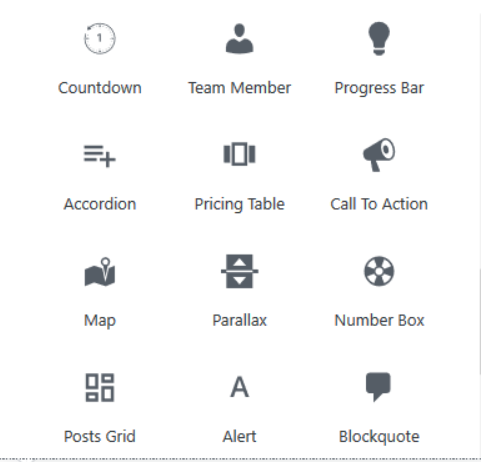 1
Countdown
Team Member
Progress Bar
Accordion
Pricing Table
Call To Action
Map
Parallax
Number Box
Posts Grid
A
Alert
Blockquote